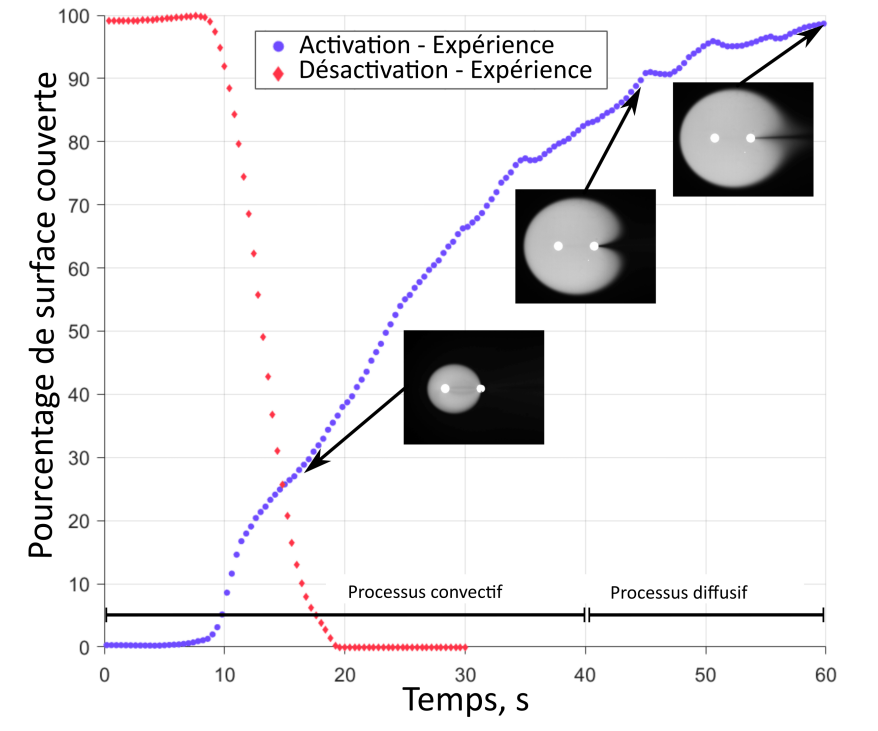 100
90
80
70
60
50
40
30
20
10
0
Pourcentage de surface couverte
Activation - Expérience
Désactivation - Expérience
Processus convectif
Processus diffusif
0 10 20 30 40 50 60
Temps, s